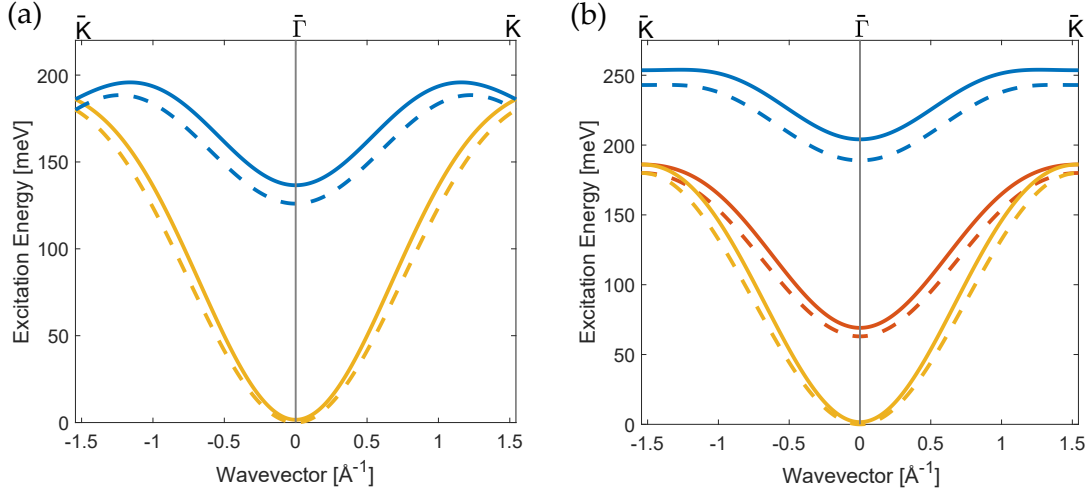 (a)
K̄ Γ̄ K̄
200
150
100
50
0
Excitation Energy [meV]
-1.5 -1 -0.5 0 0.5 1 1.5
Wavevector [Å⁻¹]
(b)
K̄ Γ̄ K̄
250
200
150
100
50
0
Excitation Energy [meV]
-1.5 -1 -0.5 0 0.5 1 1.5
Wavevector [Å⁻¹]